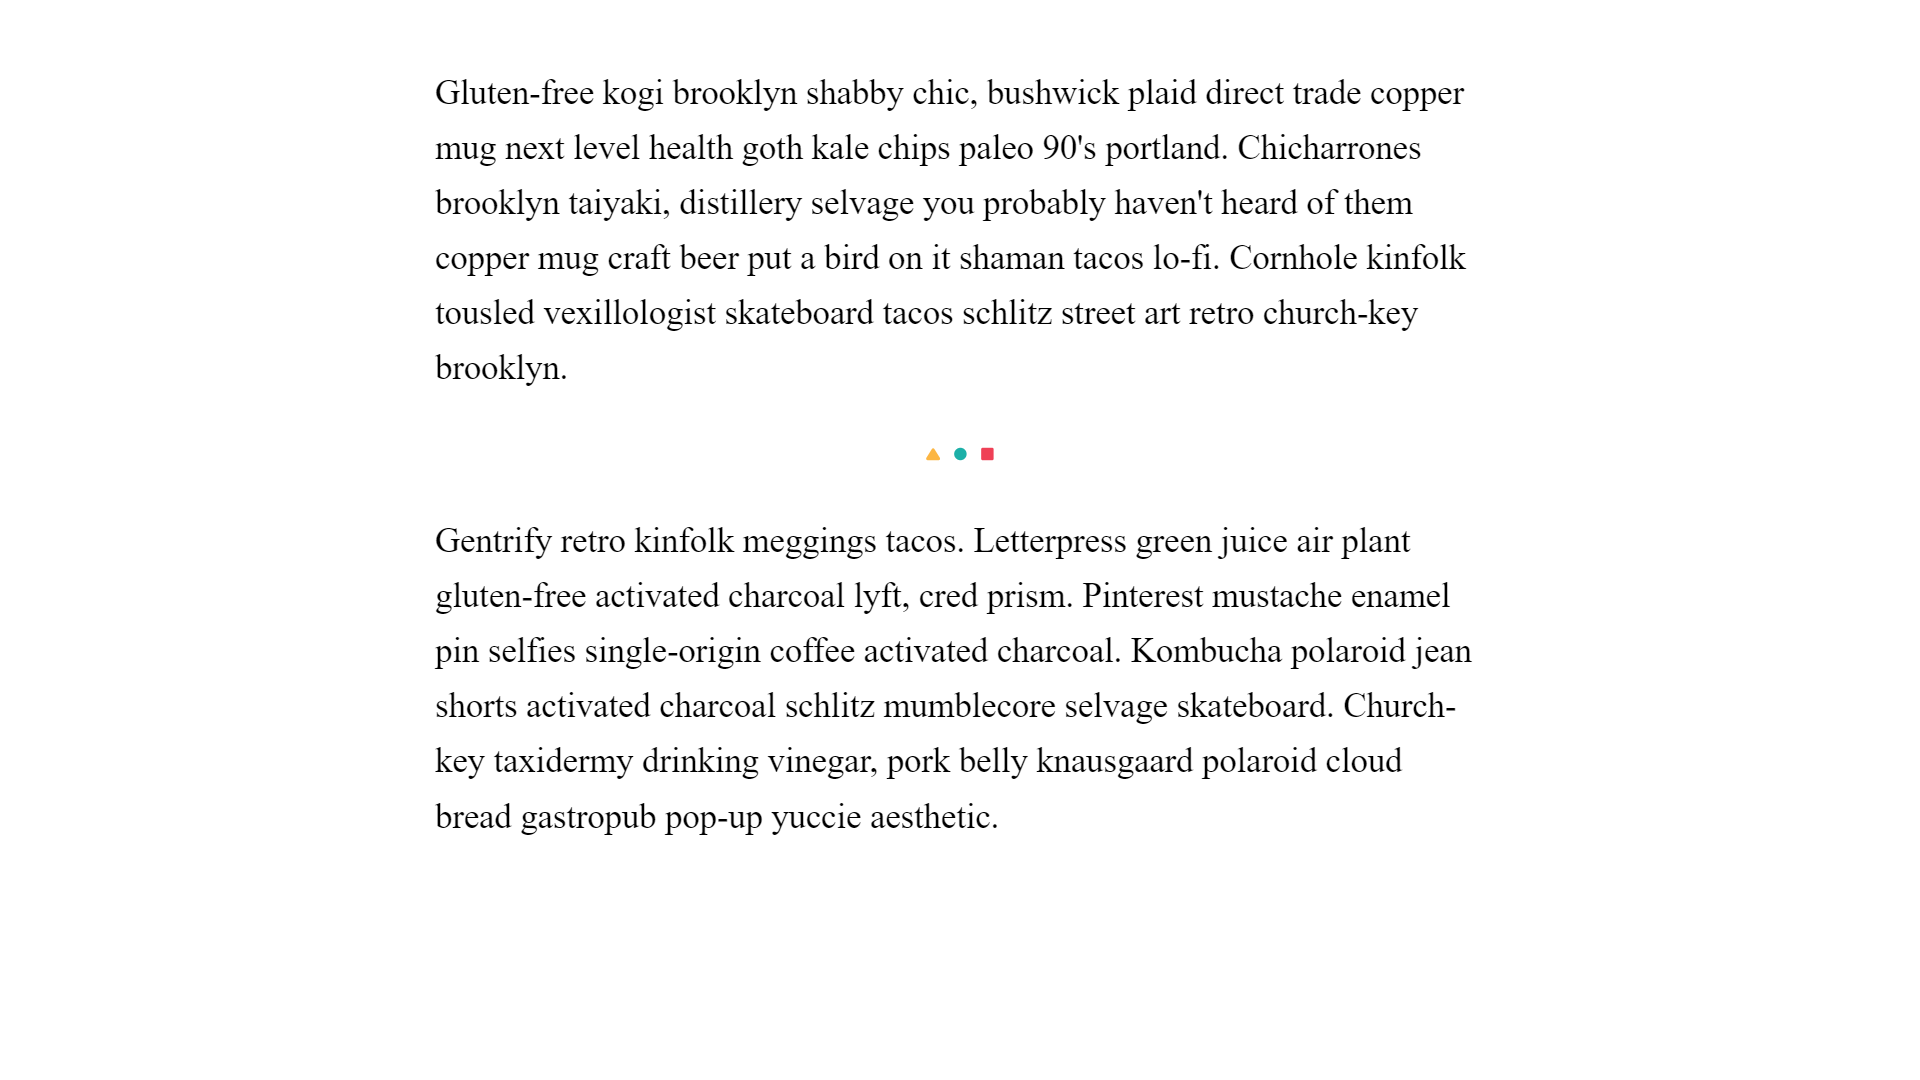 Gluten-free kogi brooklyn shabby chic, bushwick plaid direct trade copper
mug next level health goth kale chips paleo 90's portland. Chicharrones
brooklyn taiyaki, distillery selvage you probably haven't heard of them
copper mug craft beer put a bird on it shaman tacos lo-fi. Cornhole kinfolk
tousled vexillologist skateboard tacos schlitz street art retro church-key
brooklyn.
Gentrify retro kinfolk meggings tacos. Letterpress green juice air plant
gluten-free activated charcoal lyft, cred prism. Pinterest mustache enamel
pin selfies single-origin coffee activated charcoal. Kombucha polaroid jean
shorts activated charcoal schlitz mumblecore selvage skateboard. Church-
key taxidermy drinking vinegar, pork belly knausgaard polaroid cloud
bread gastropub pop-up yuccie aesthetic.